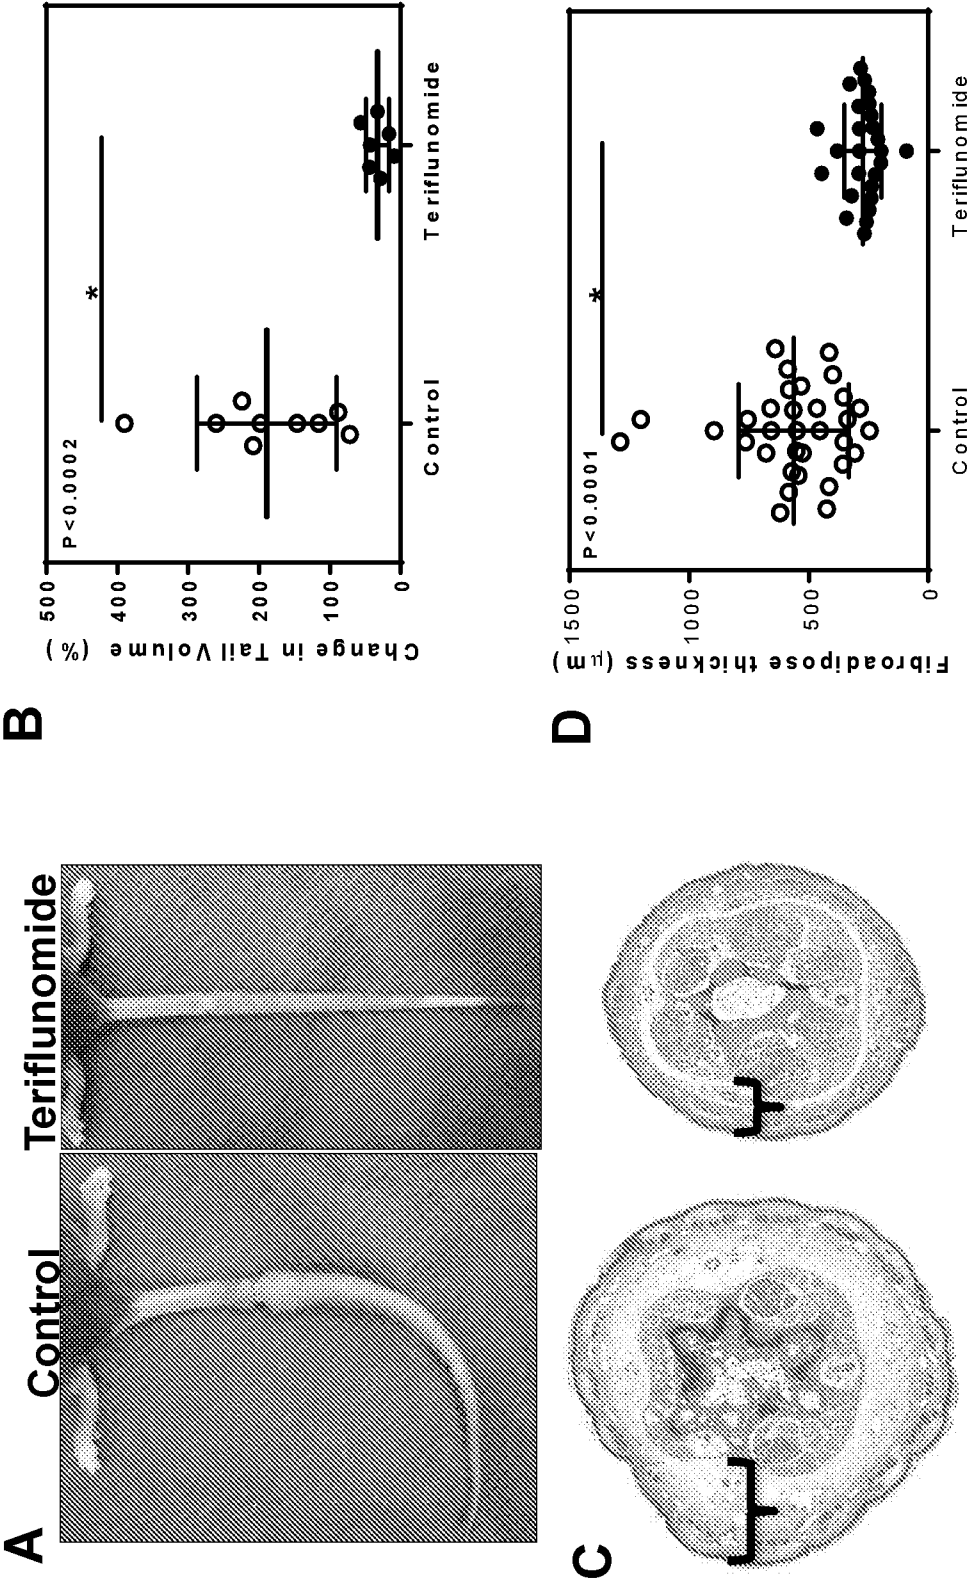 A
Control
Teriflunomide
B
P<0.0002
*
500
400
300
200
100
0
Change in Tail Volume (%)
Control
Teriflunomide
C
D
P<0.0001
*
1500
1000
500
0
Fibroadipose thickness (μm)
Control
Teriflunomide